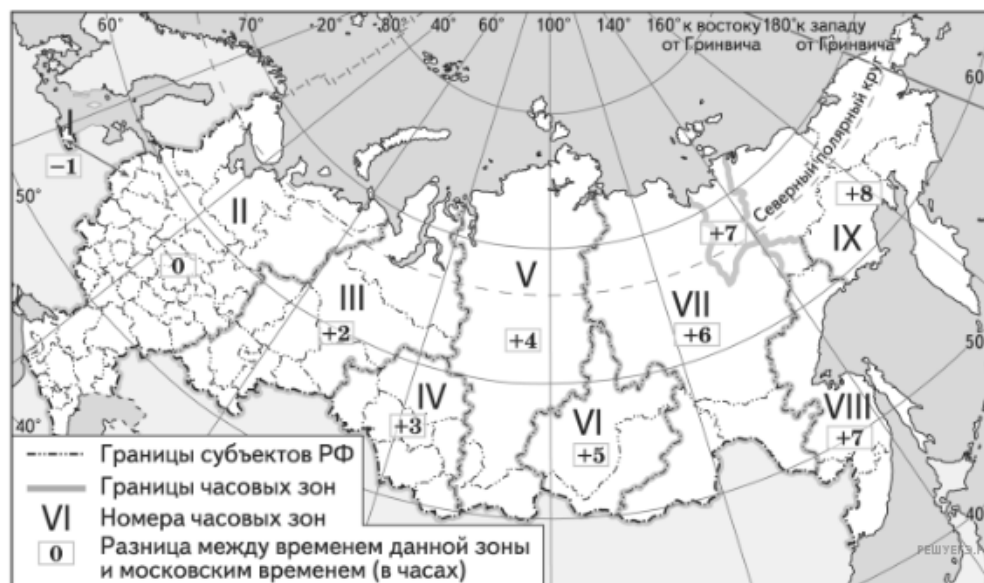 60° 80° 60° 40° 80° 100° 140° 160° к востоку 180° к западу
от Гринвича от Гринвича
60°
Северный полярный круг
I
−1
50°
II
0
III
+2
IV
+3
V
+4
VI
+5
VII
+6
+7
+8
IX
VIII
+7
50°
40°
40°
Границы субъектов РФ
Границы часовых зон
VI Номера часовых зон
0 Разница между временем данной зоны
и московским временем (в часах)